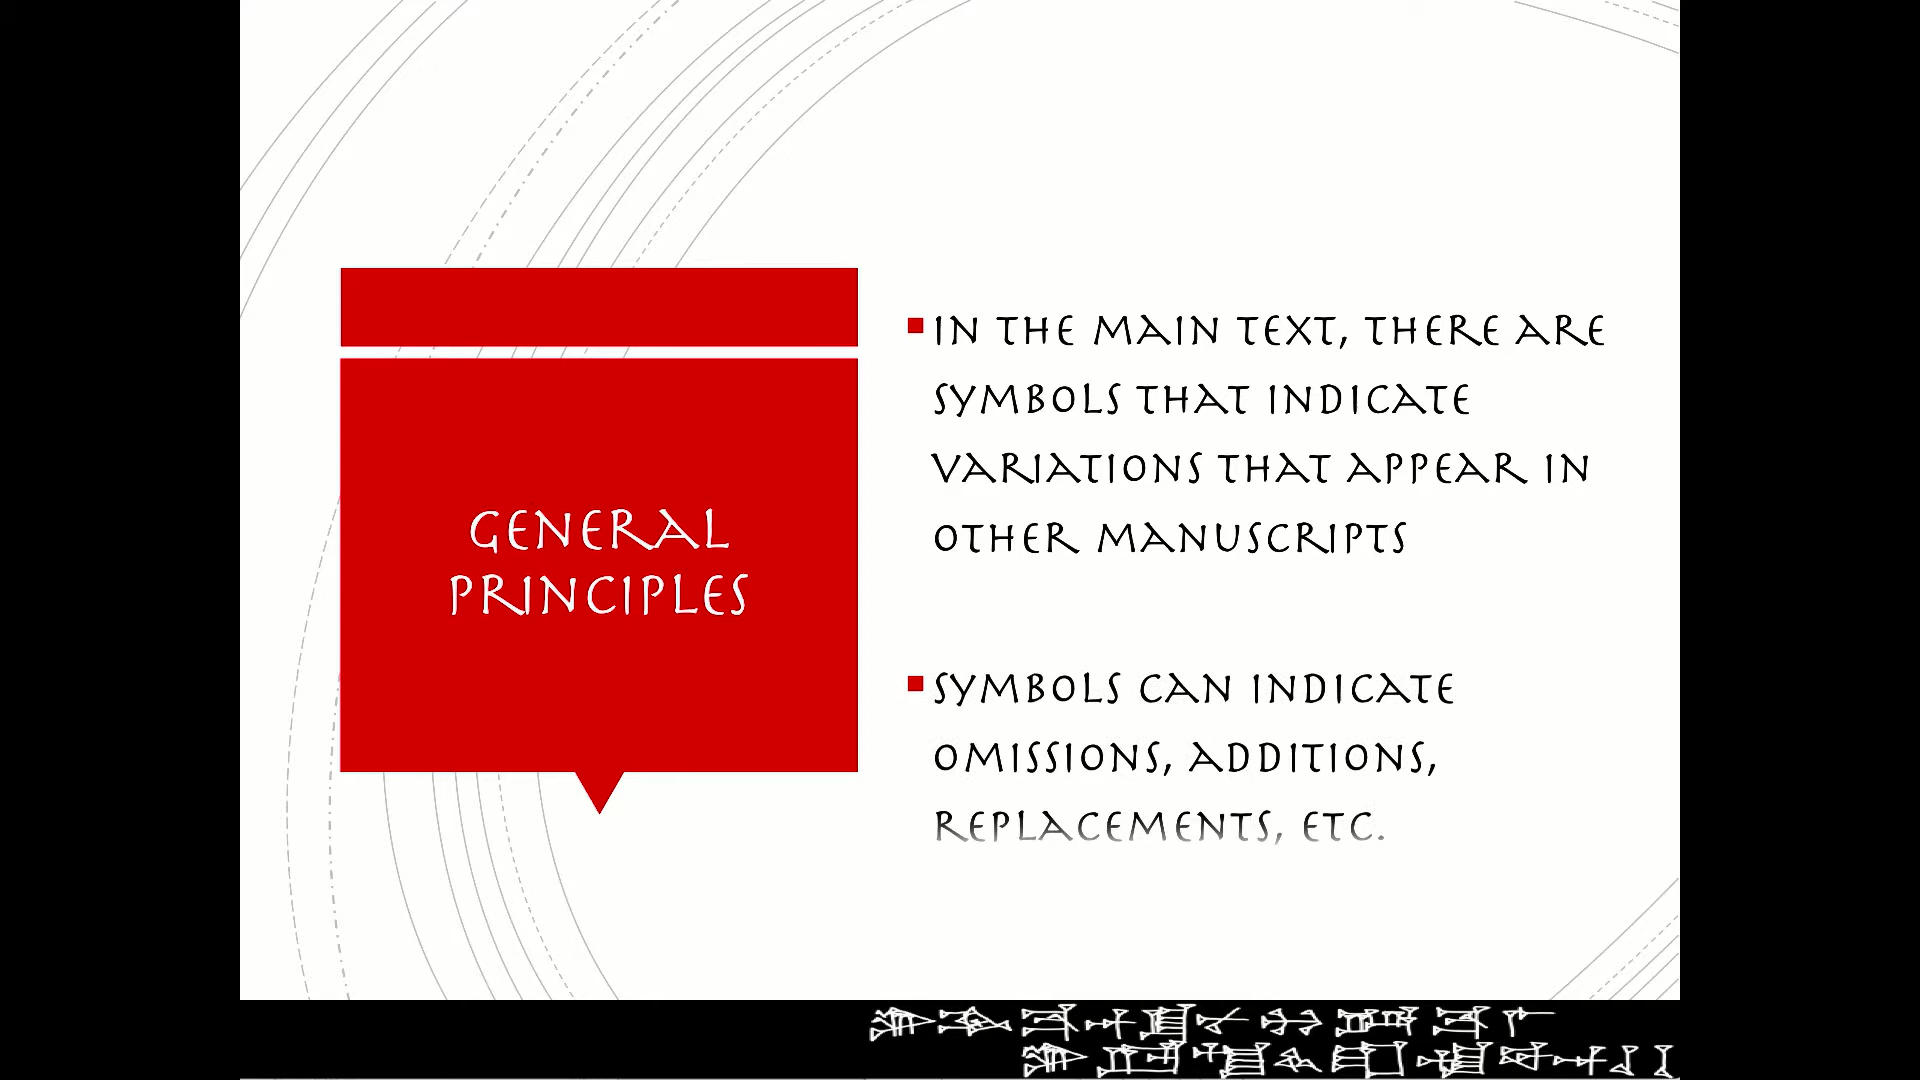 GENERAL
PRINCIPLES
IN THE MAIN TEXT, THERE ARE
SYMBOLS THAT INDICATE
VARIATIONS THAT APPEAR IN
OTHER MANUSCRIPTS
SYMBOLS CAN INDICATE
OMISSIONS, ADDITIONS,
REPLACEMENTS, ETC.